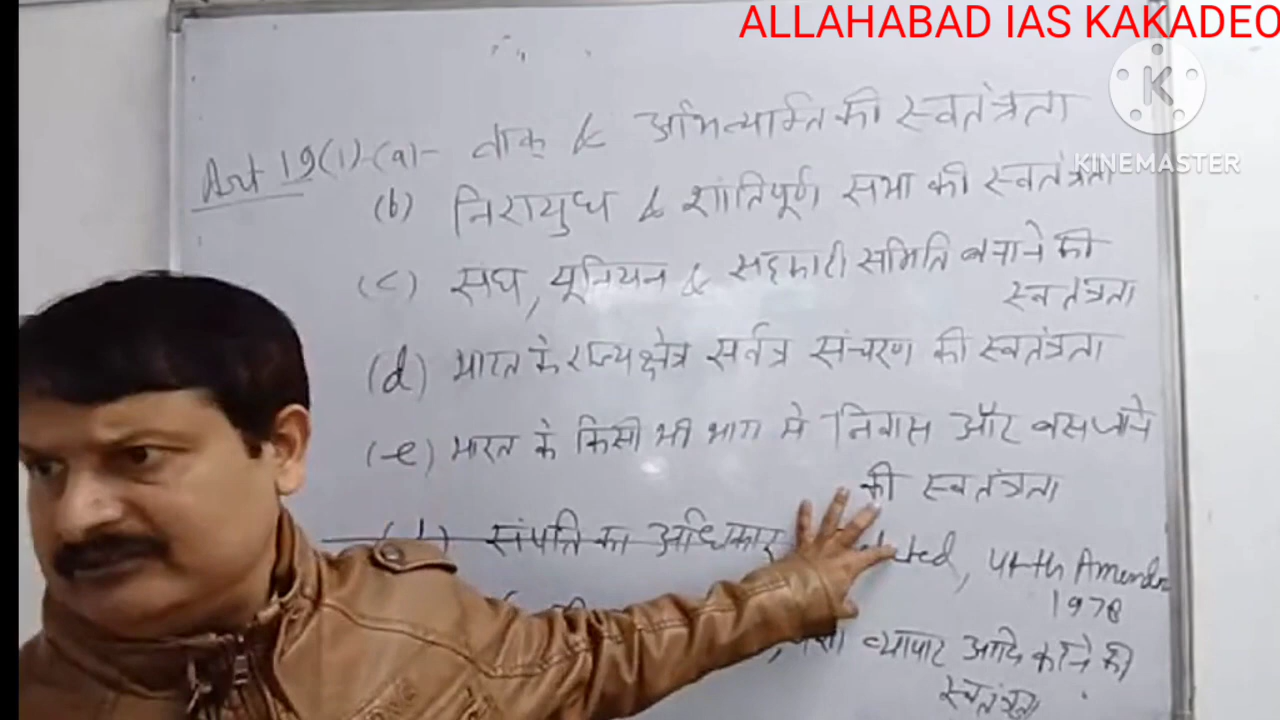 ALLAHABAD IAS KAKADEO
K
KINEMASTER
Art 19(1)-(a)- वाक् & अभिव्यक्ति की स्वतंत्रता
(b) निरायुध & शांतिपूर्ण सभा की स्वतंत्रता
(c) संघ, यूनियन & सहकारी समिति बनाने की
स्वतंत्रता
(d) भारत के राज्यक्षेत्र सर्वत्र संचरण की स्वतंत्रता
(e) भारत के किसी भी भाग में निवास और बस जाने
की स्वतंत्रता
संपत्ति का अधिकार 44th Amend
1978
व्यापार आदि करने की
स्वतंत्रता